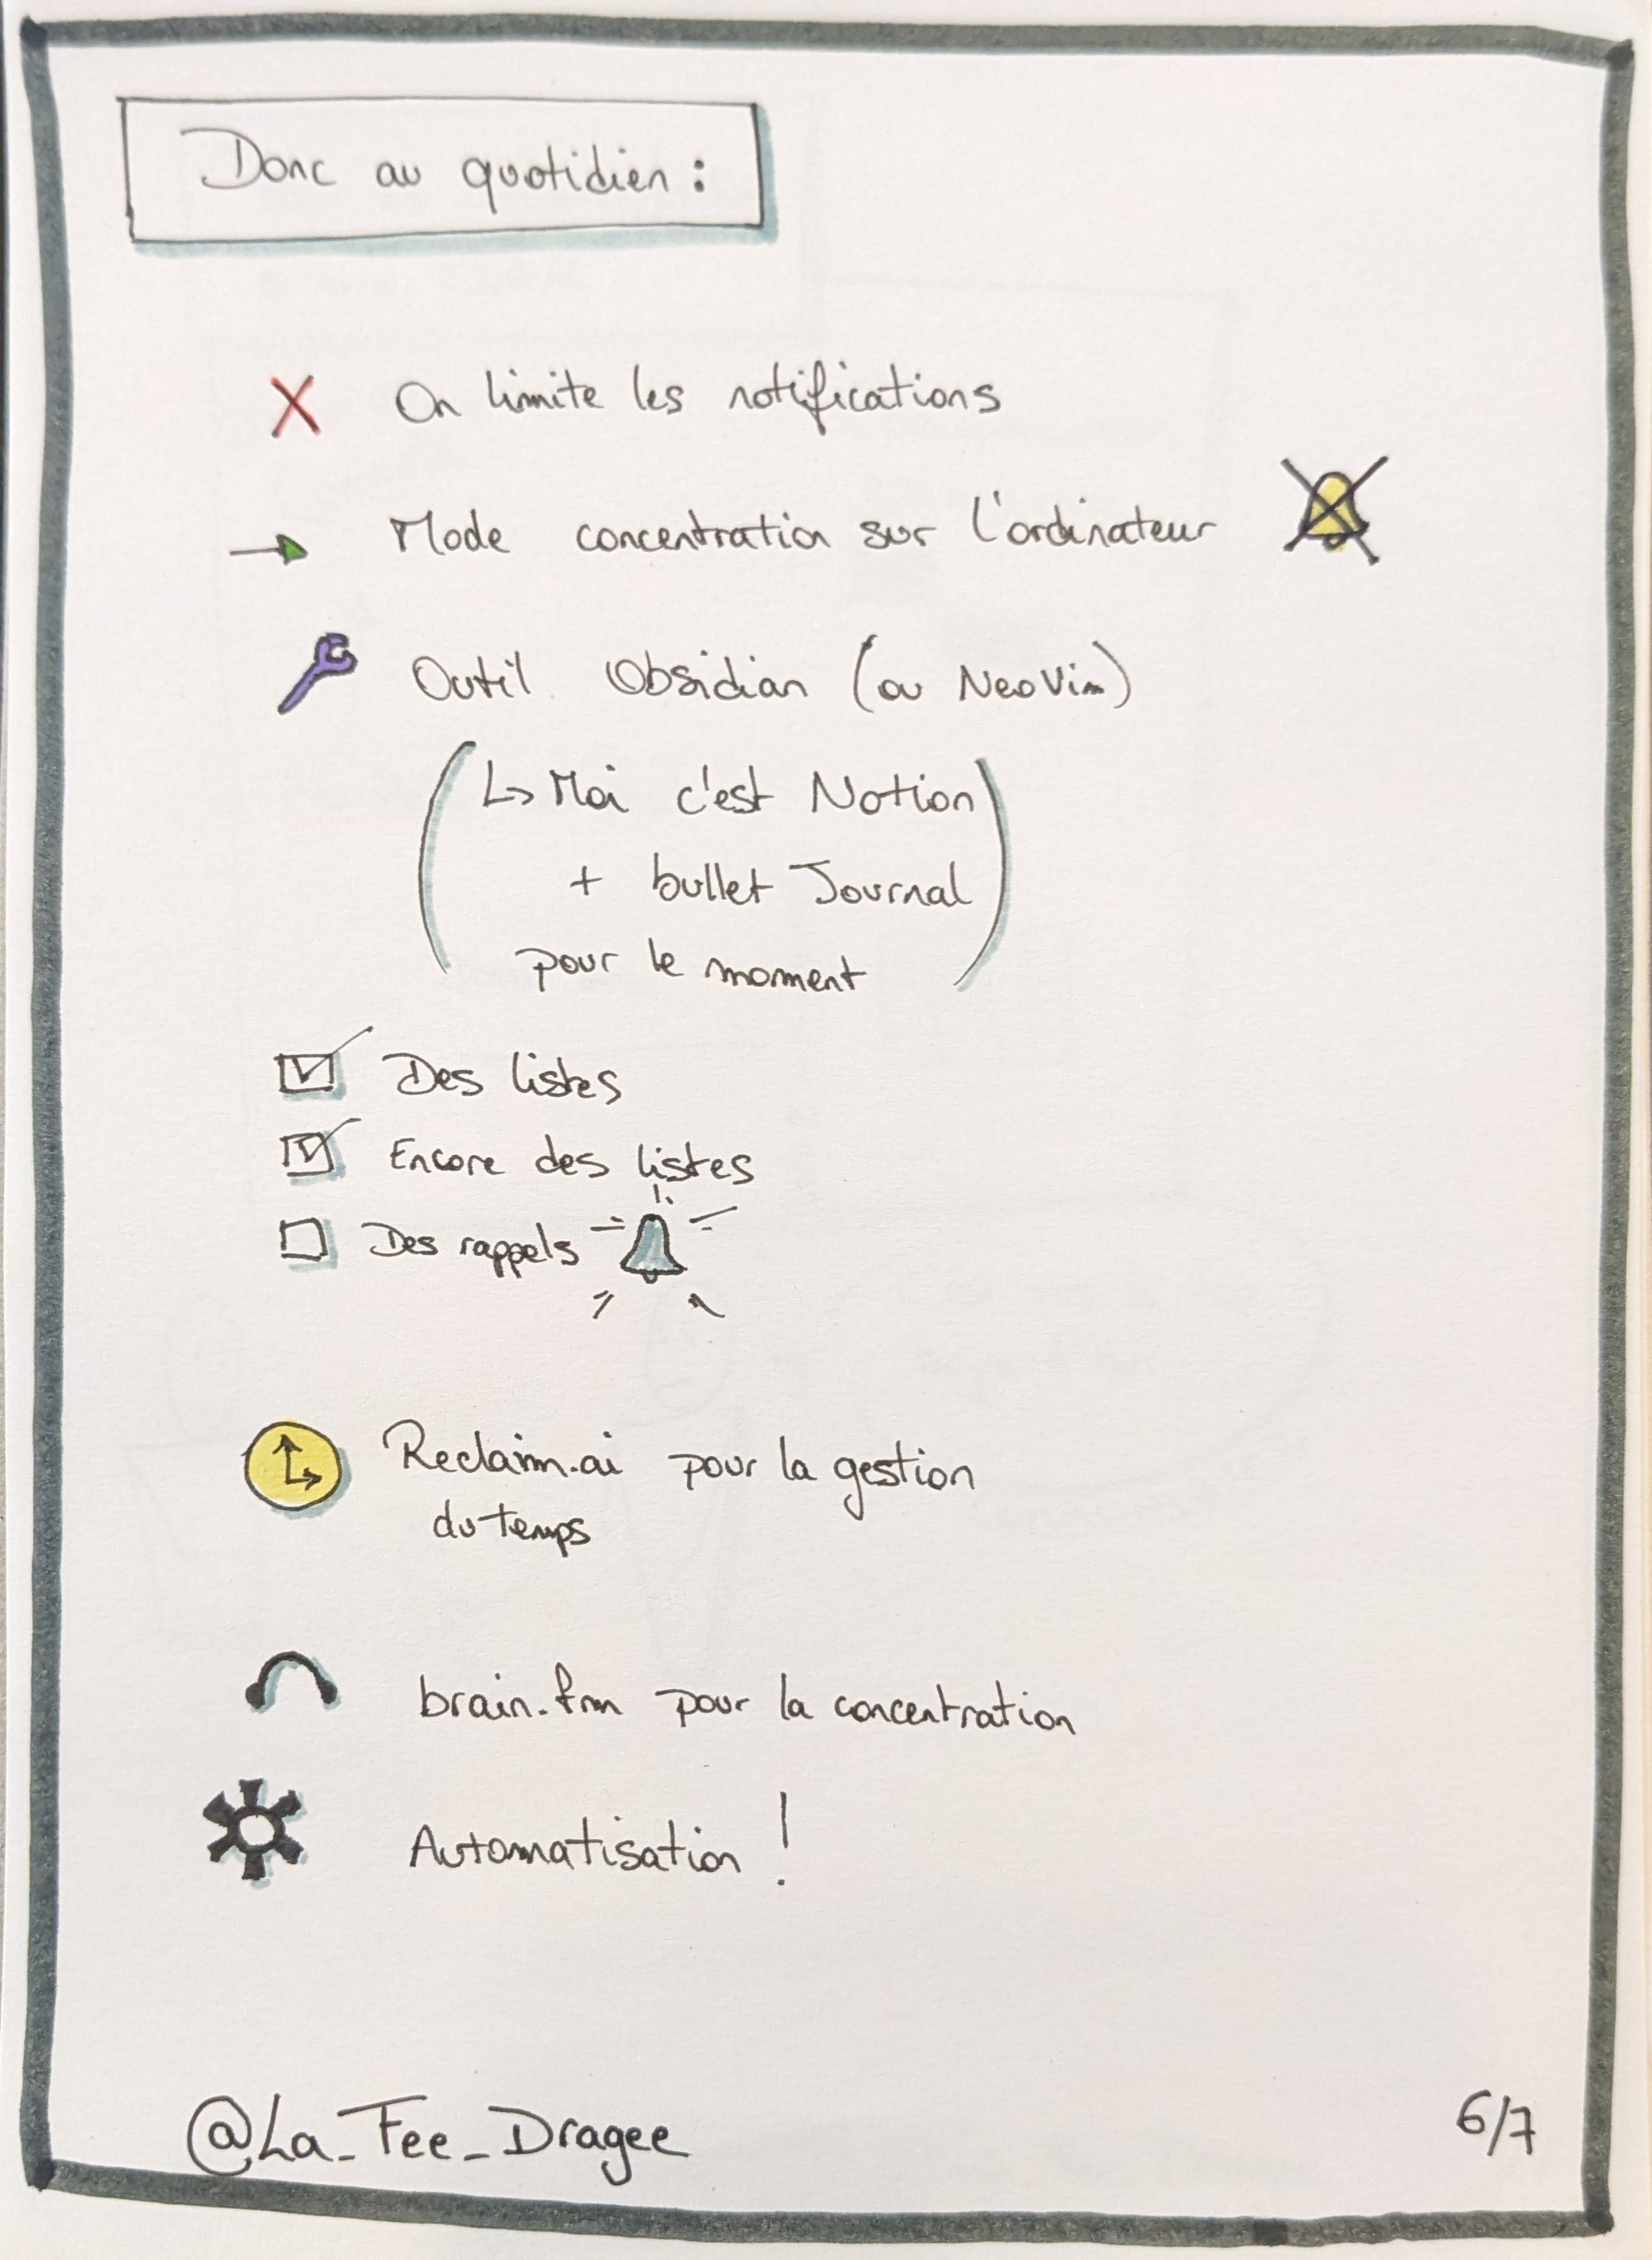 Donc au quotidien :
On limite les notifications
Mode concentration sur l'ordinateur
Outil Obsidian (ou NeoVim)
(↳ Moi c'est Notion
+ bullet Journal
pour le moment)
Des listes
Encore des listes
Des rappels
Reclaim.ai pour la gestion
du temps
brain.fm pour la concentration
Automatisation !
@La_Fee_Dragee
6/7